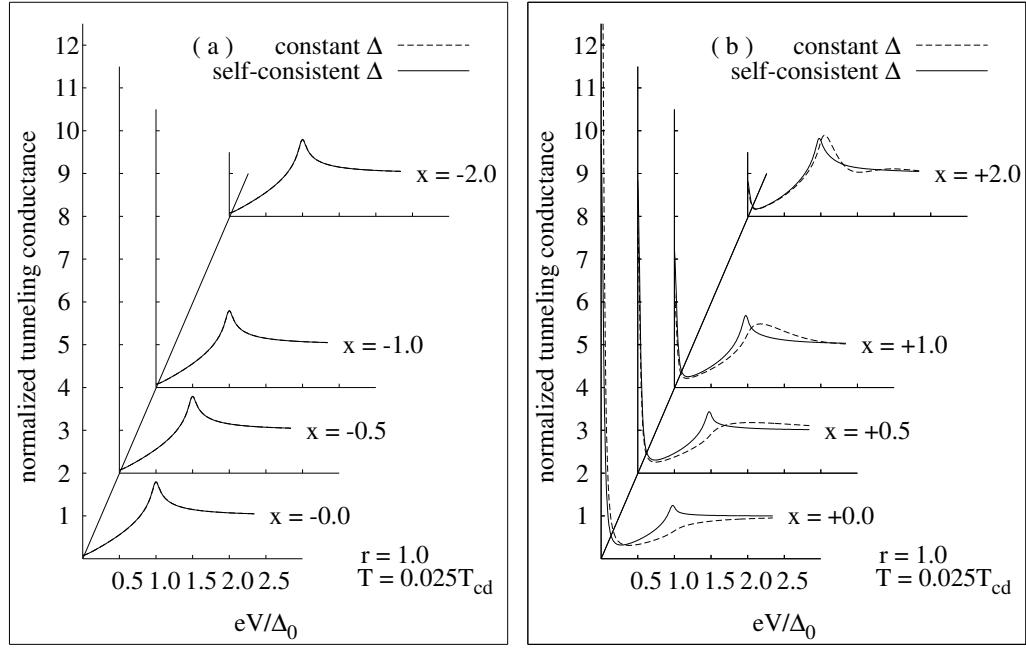 ( a )
constant Δ
self-consistent Δ
normalized tunneling conductance
12
11
10
9
8
7
6
5
4
3
2
1
x = -2.0
x = -1.0
x = -0.5
x = -0.0
0.5 1.0 1.5 2.0 2.5
r = 1.0
T = 0.025T_cd
eV/Δ_0
( b )
constant Δ
self-consistent Δ
normalized tunneling conductance
12
11
10
9
8
7
6
5
4
3
2
1
x = +2.0
x = +1.0
x = +0.5
x = +0.0
0.5 1.0 1.5 2.0 2.5
r = 1.0
T = 0.025T_cd
eV/Δ_0